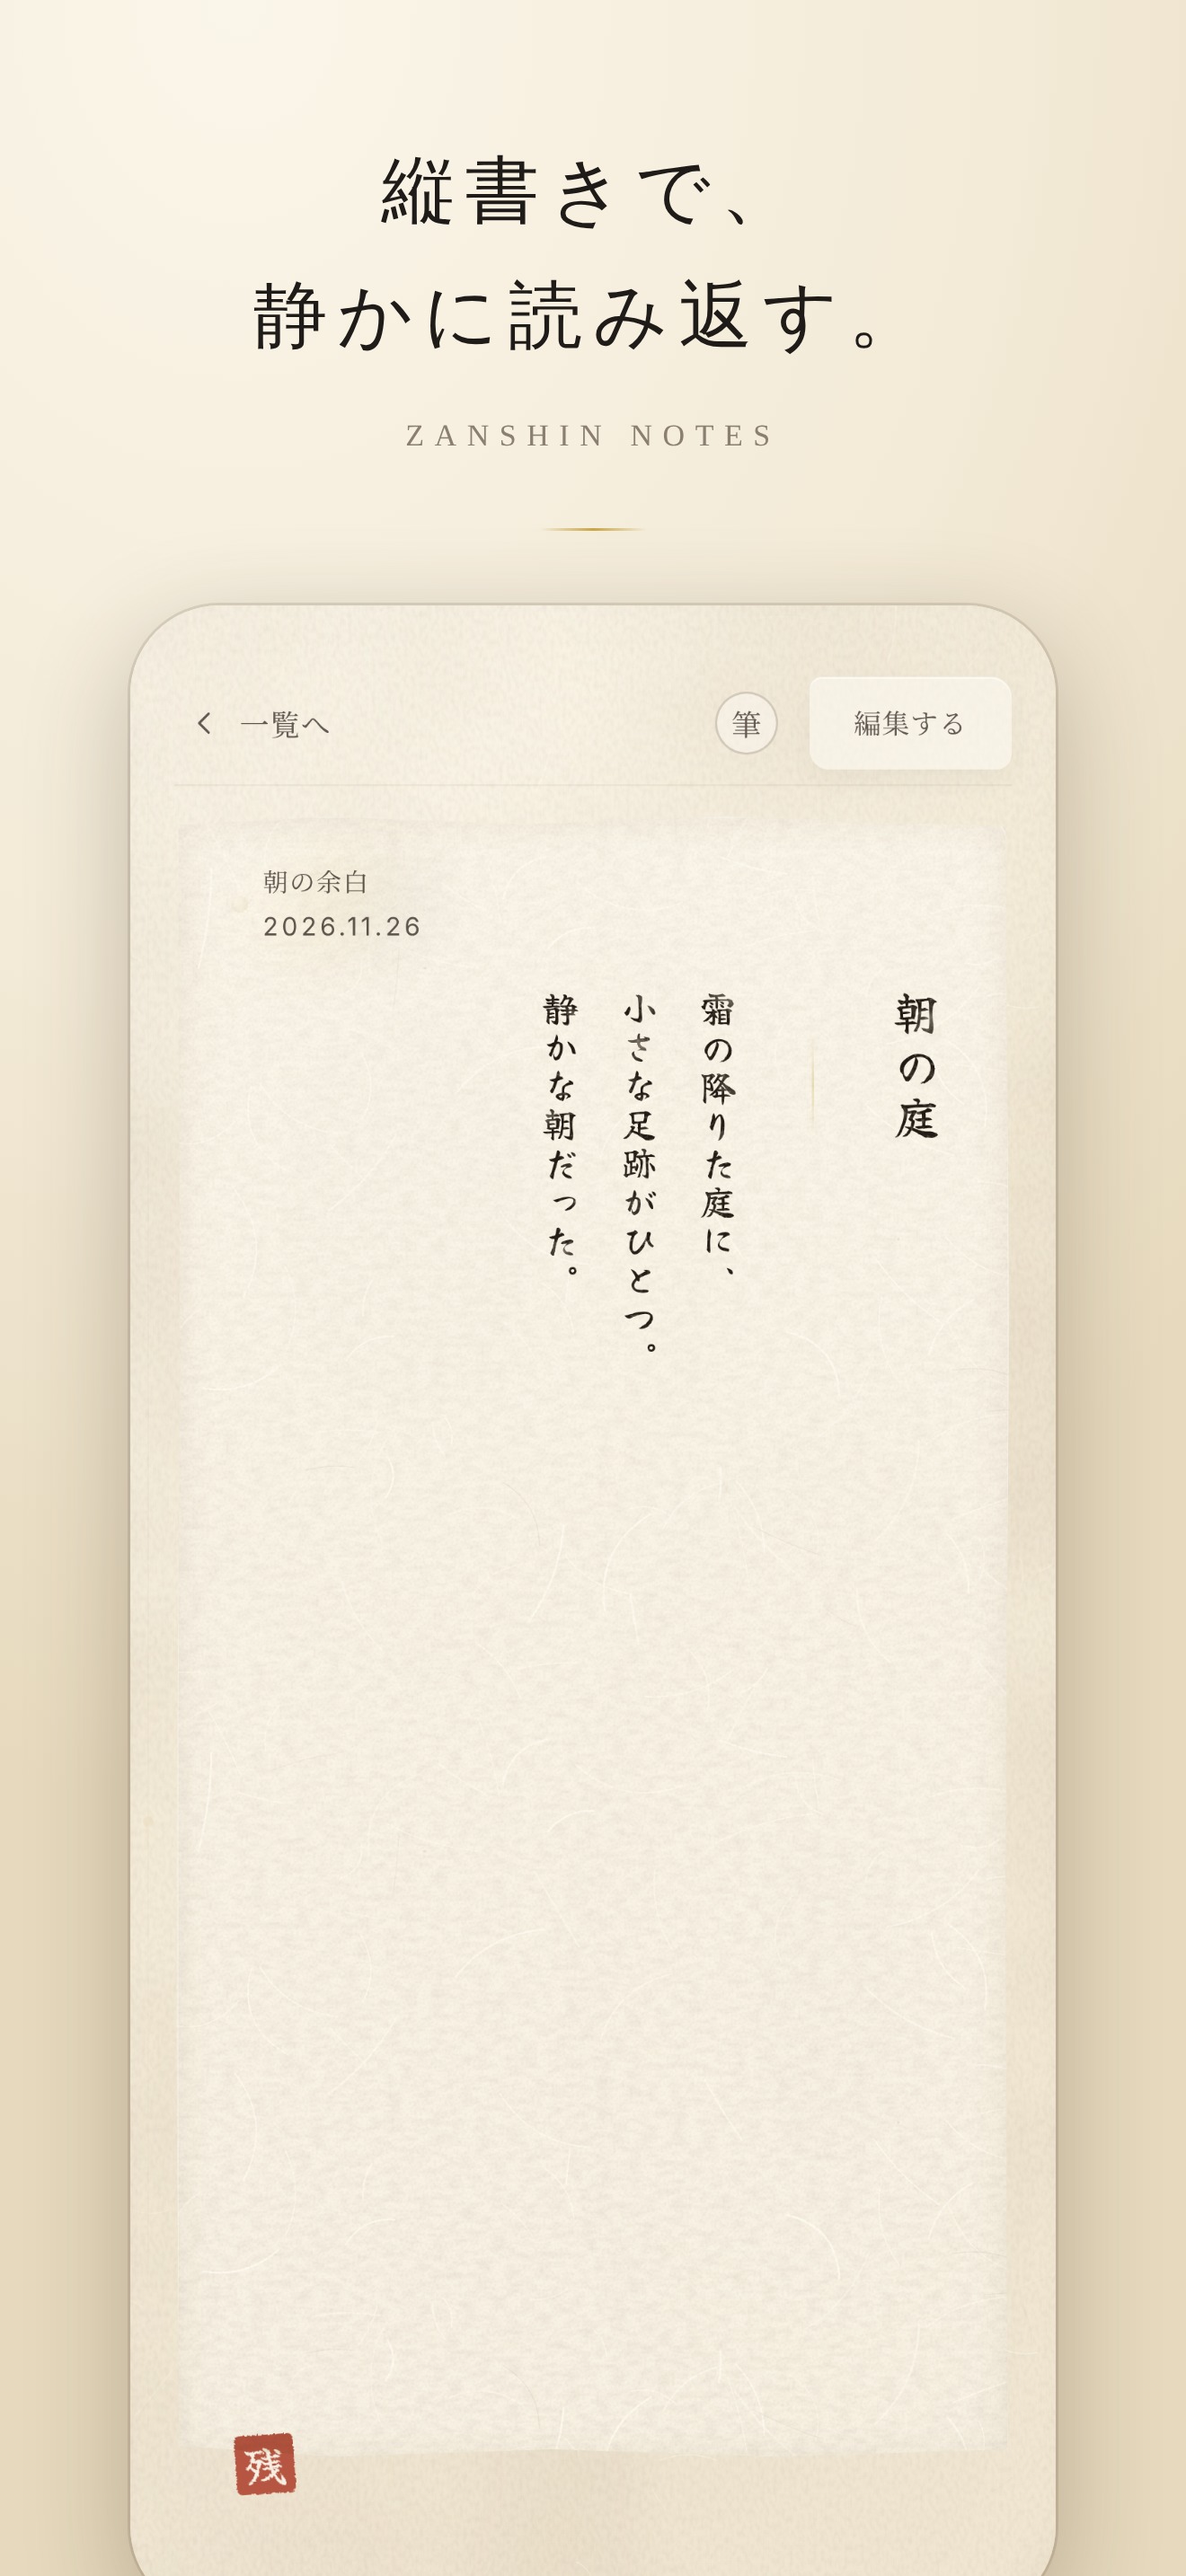 縦書きで、
静かに読み返す。
ZANSHIN NOTES
一覧へ
筆
編集する
朝の余白
2026.11.26
朝の庭
霜の降りた庭に、
小さな足跡がひとつ。
静かな朝だった。
残